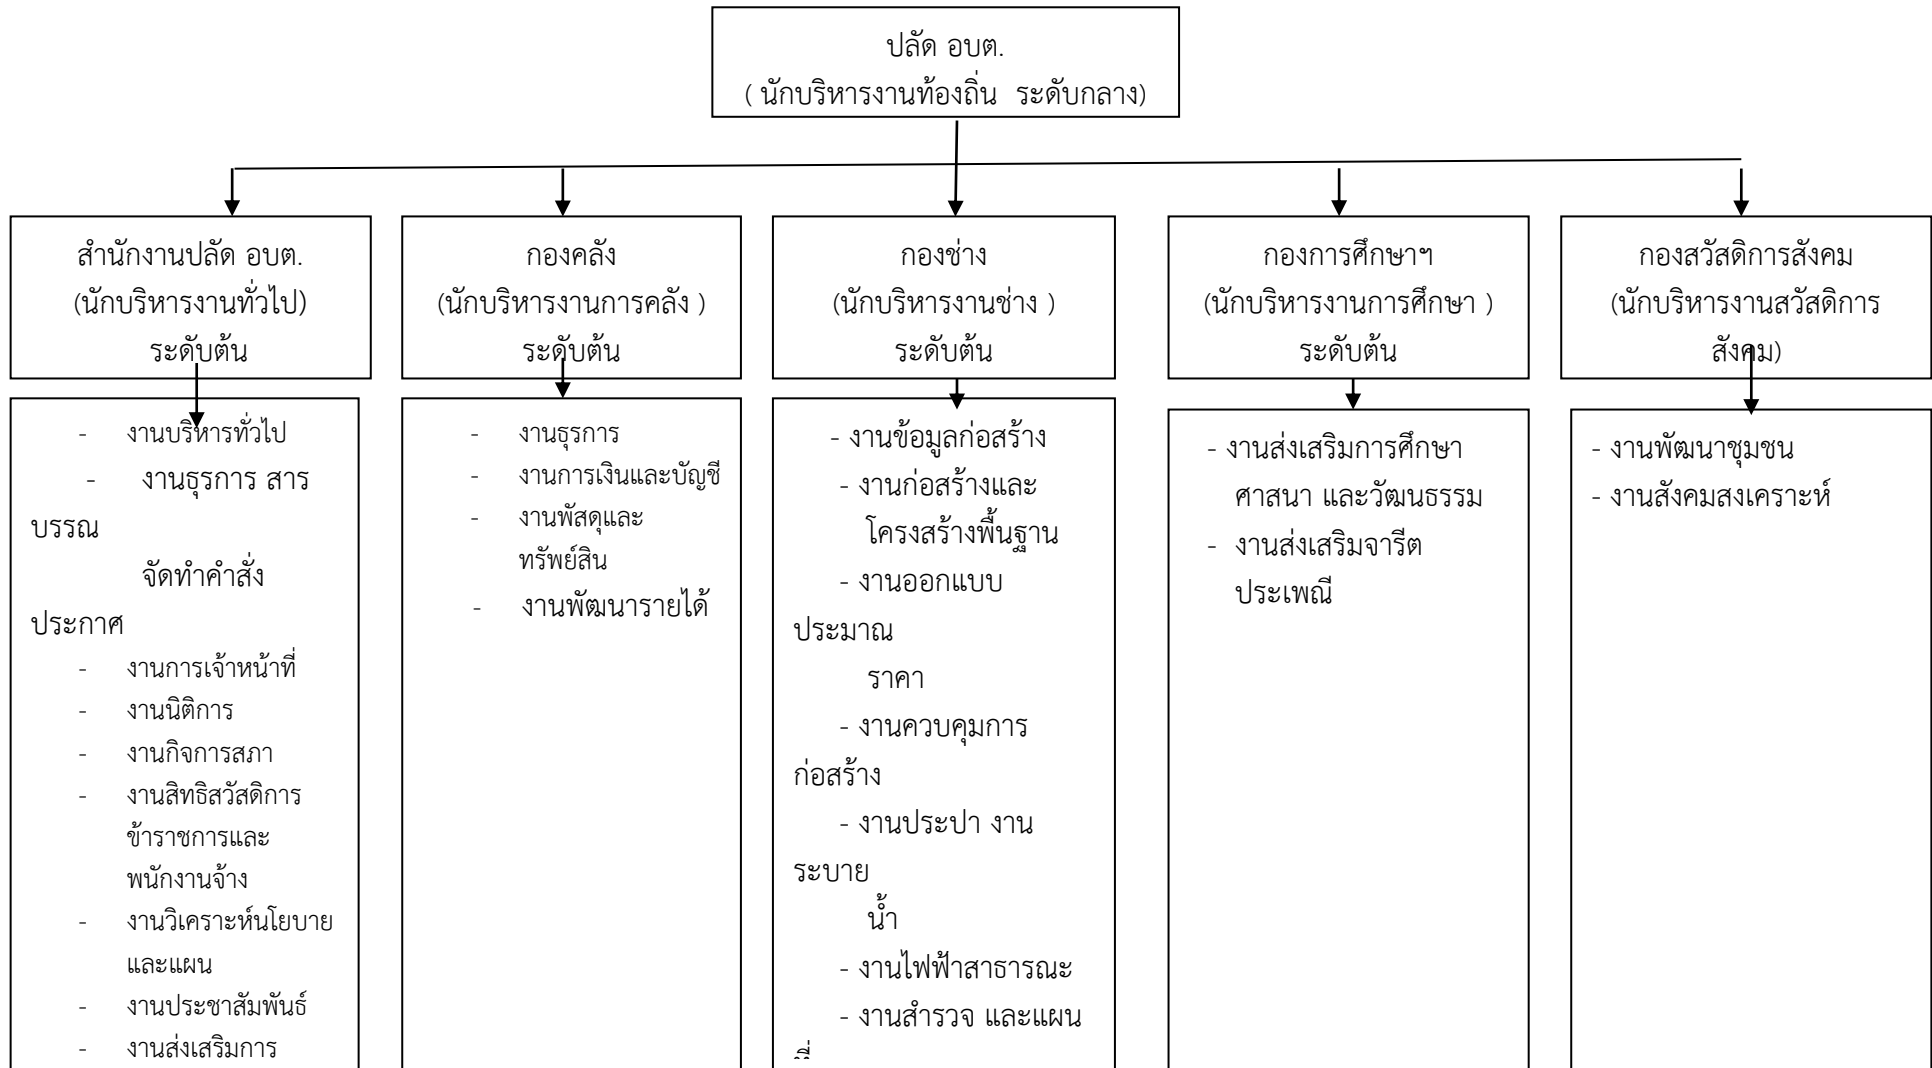 ปลัด อบต.
( นักบริหารงานท้องถิ่น ระดับกลาง)
สำนักงานปลัด อบต.
(นักบริหารงานทั่วไป)
ระดับต้น
กองคลัง
(นักบริหารงานการคลัง )
ระดับต้น
กองช่าง
(นักบริหารงานช่าง )
ระดับต้น
กองการศึกษาฯ
(นักบริหารงานการศึกษา )
ระดับต้น
กองสวัสดิการสังคม
(นักบริหารงานสวัสดิการ
สังคม)
- งานบริหารทั่วไป
- งานธุรการ สาร
บรรณ
จัดทำคำสั่ง
ประกาศ
- งานการเจ้าหน้าที่
- งานนิติการ
- งานกิจการสภา
- งานสิทธิสวัสดิการ
ข้าราชการและ
พนักงานจ้าง
- งานวิเคราะห์นโยบาย
และแผน
- งานประชาสัมพันธ์
- งานส่งเสริมการ
- งานธุรการ
- งานการเงินและบัญชี
- งานพัสดุและ
ทรัพย์สิน
- งานพัฒนารายได้
- งานข้อมูลก่อสร้าง
- งานก่อสร้างและ
โครงสร้างพื้นฐาน
- งานออกแบบ
ประมาณ
ราคา
- งานควบคุมการ
ก่อสร้าง
- งานประปา งาน
ระบาย
น้ำ
- งานไฟฟ้าสาธารณะ
- งานสำรวจ และแผน
- งานส่งเสริมการศึกษา
ศาสนา และวัฒนธรรม
- งานส่งเสริมจารีต
ประเพณี
- งานพัฒนาชุมชน
- งานสังคมสงเคราะห์